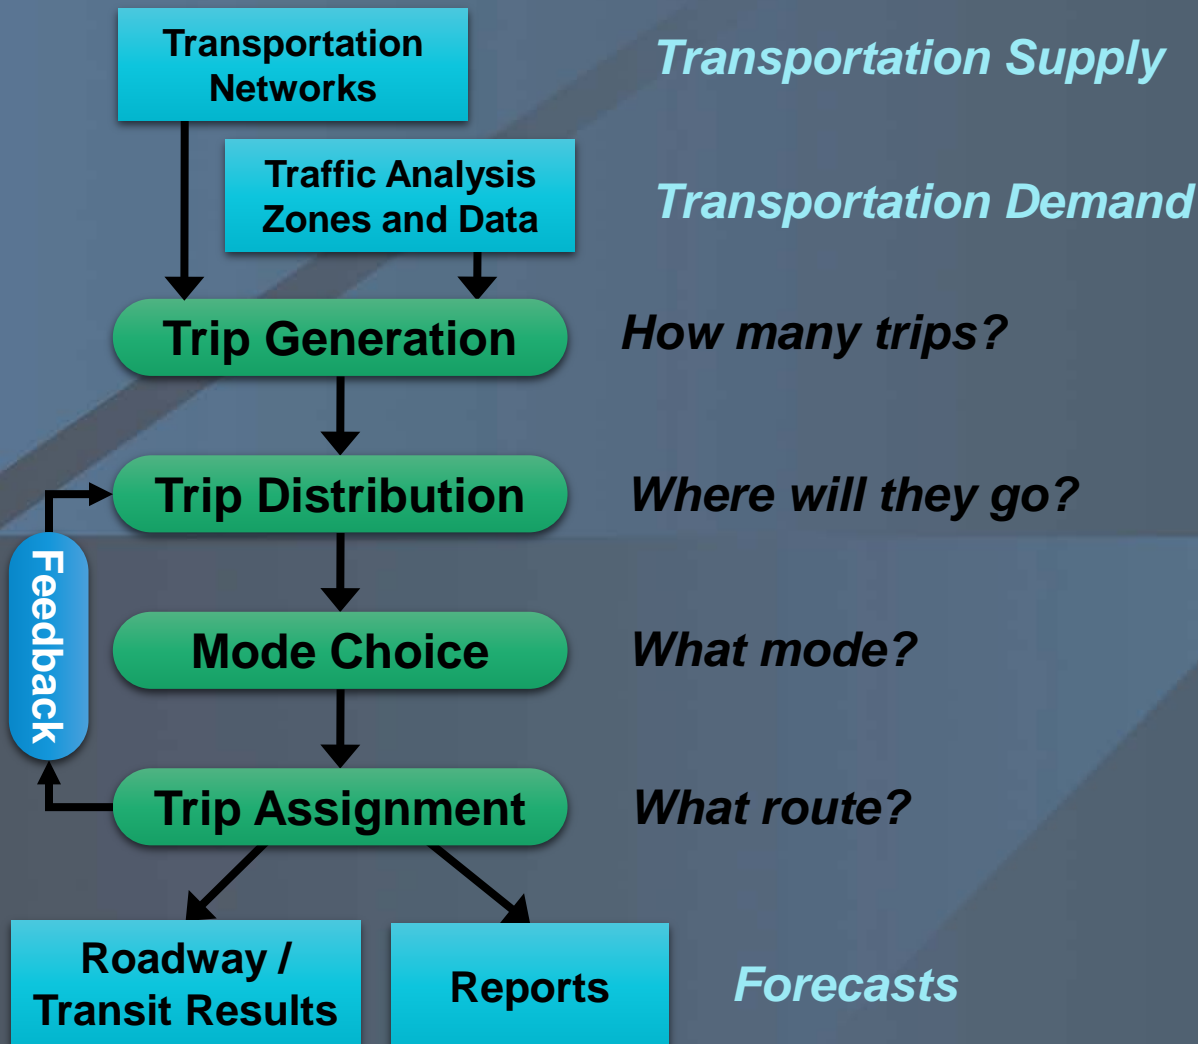 Transportation
Networks
Transportation Supply
Traffic Analysis
Zones and Data
Transportation Demand
Trip Generation
How many trips?
Trip Distribution
Where will they go?
Feedback
Mode Choice
What mode?
Trip Assignment
What route?
Roadway /
Transit Results
Reports
Forecasts